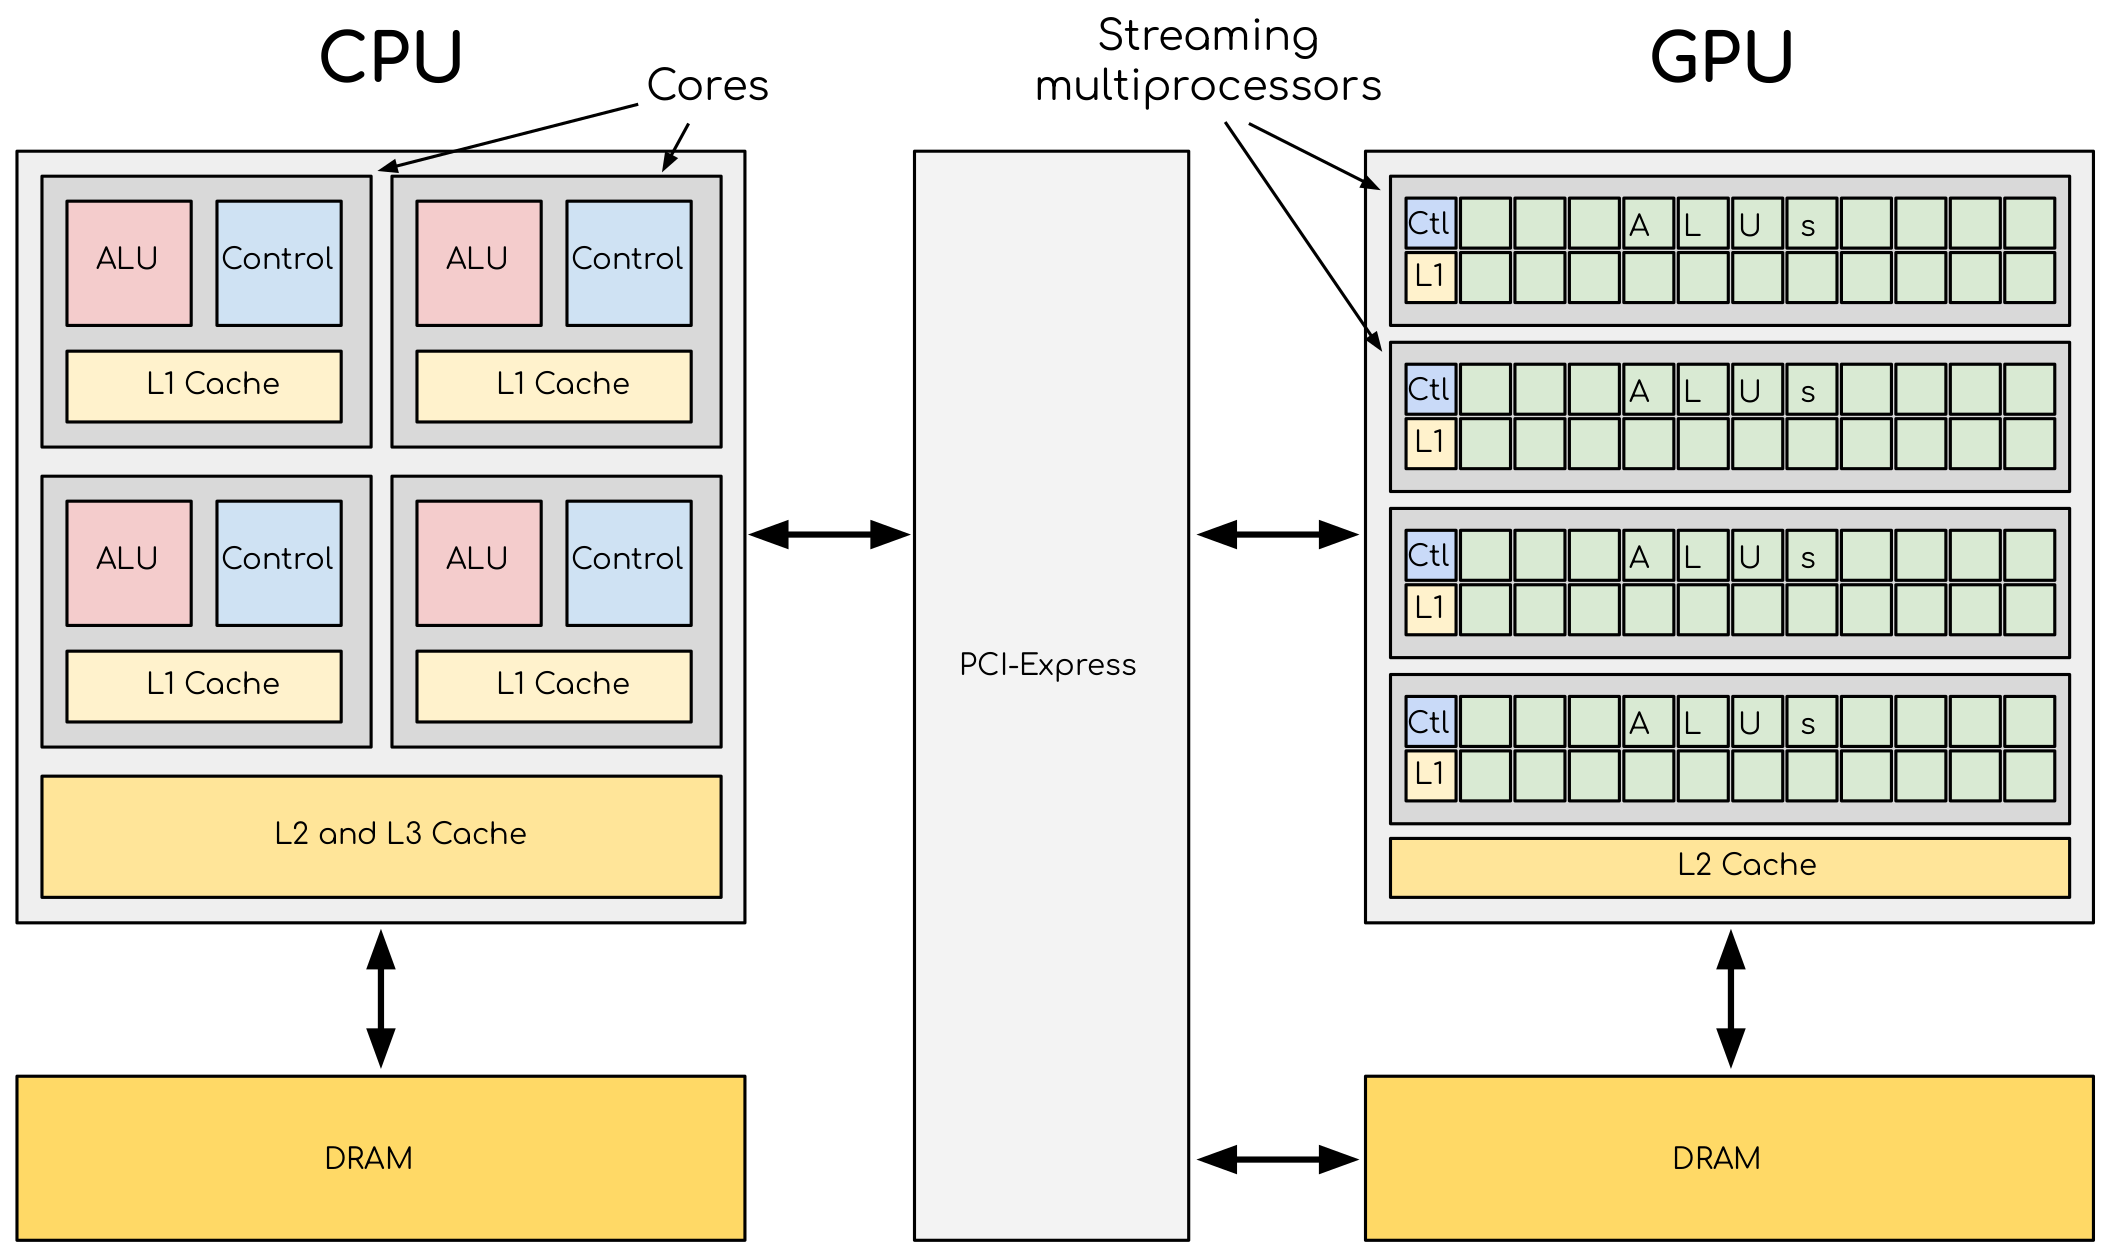 CPU
Cores
Streaming
multiprocessors
GPU
ALU
Control
L1 Cache
ALU
Control
L1 Cache
ALU
Control
L1 Cache
ALU
Control
L1 Cache
L2 and L3 Cache
DRAM
PCI-Express
Ctl A L U s
L1
Ctl A L U s
L1
Ctl A L U s
L1
Ctl A L U s
L1
L2 Cache
DRAM